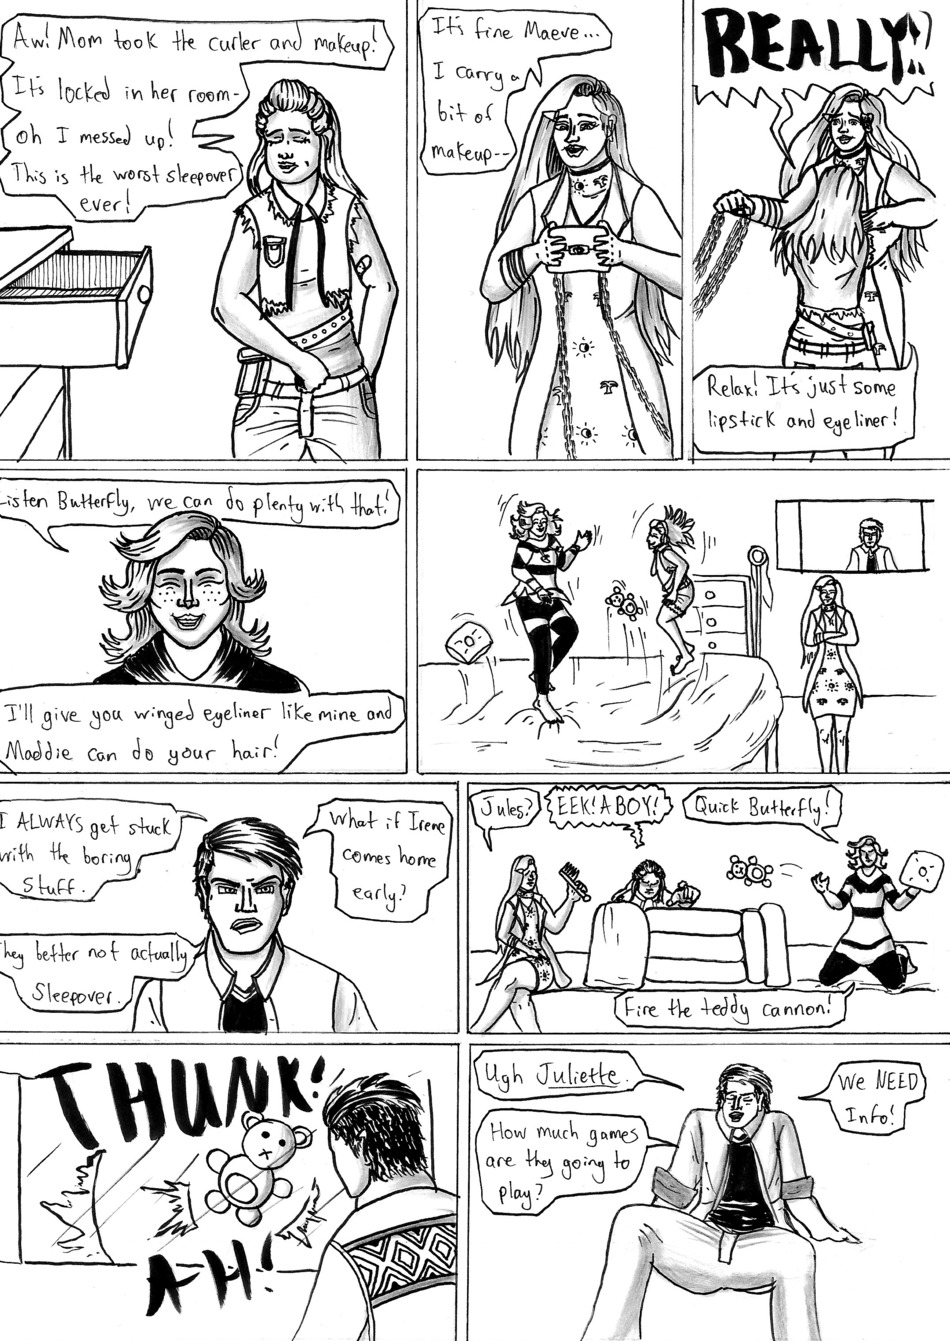 Aw! Mom took the curler and makeup!
It's locked in her room-
oh I messed up!
This is the worst sleepover
ever!
It's fine Maeve...
I carry a
bit of
makeup--
REALLY!?
Relax! It's just some
lipstick and eyeliner!
Listen Butterfly, we can do plenty with that!
I'll give you winged eyeliner like mine and
Maddie can do your hair!
I ALWAYS get stuck
with the boring
Stuff.
What if Irene
comes home
early?
They better not actually
Sleepover.
Jules?
EEK! A BOY!
Quick Butterfly!
Fire the teddy cannon!
THUNK!
AH!
Ugh Juliette.
We NEED
Info!
How much games
are they going to
play?